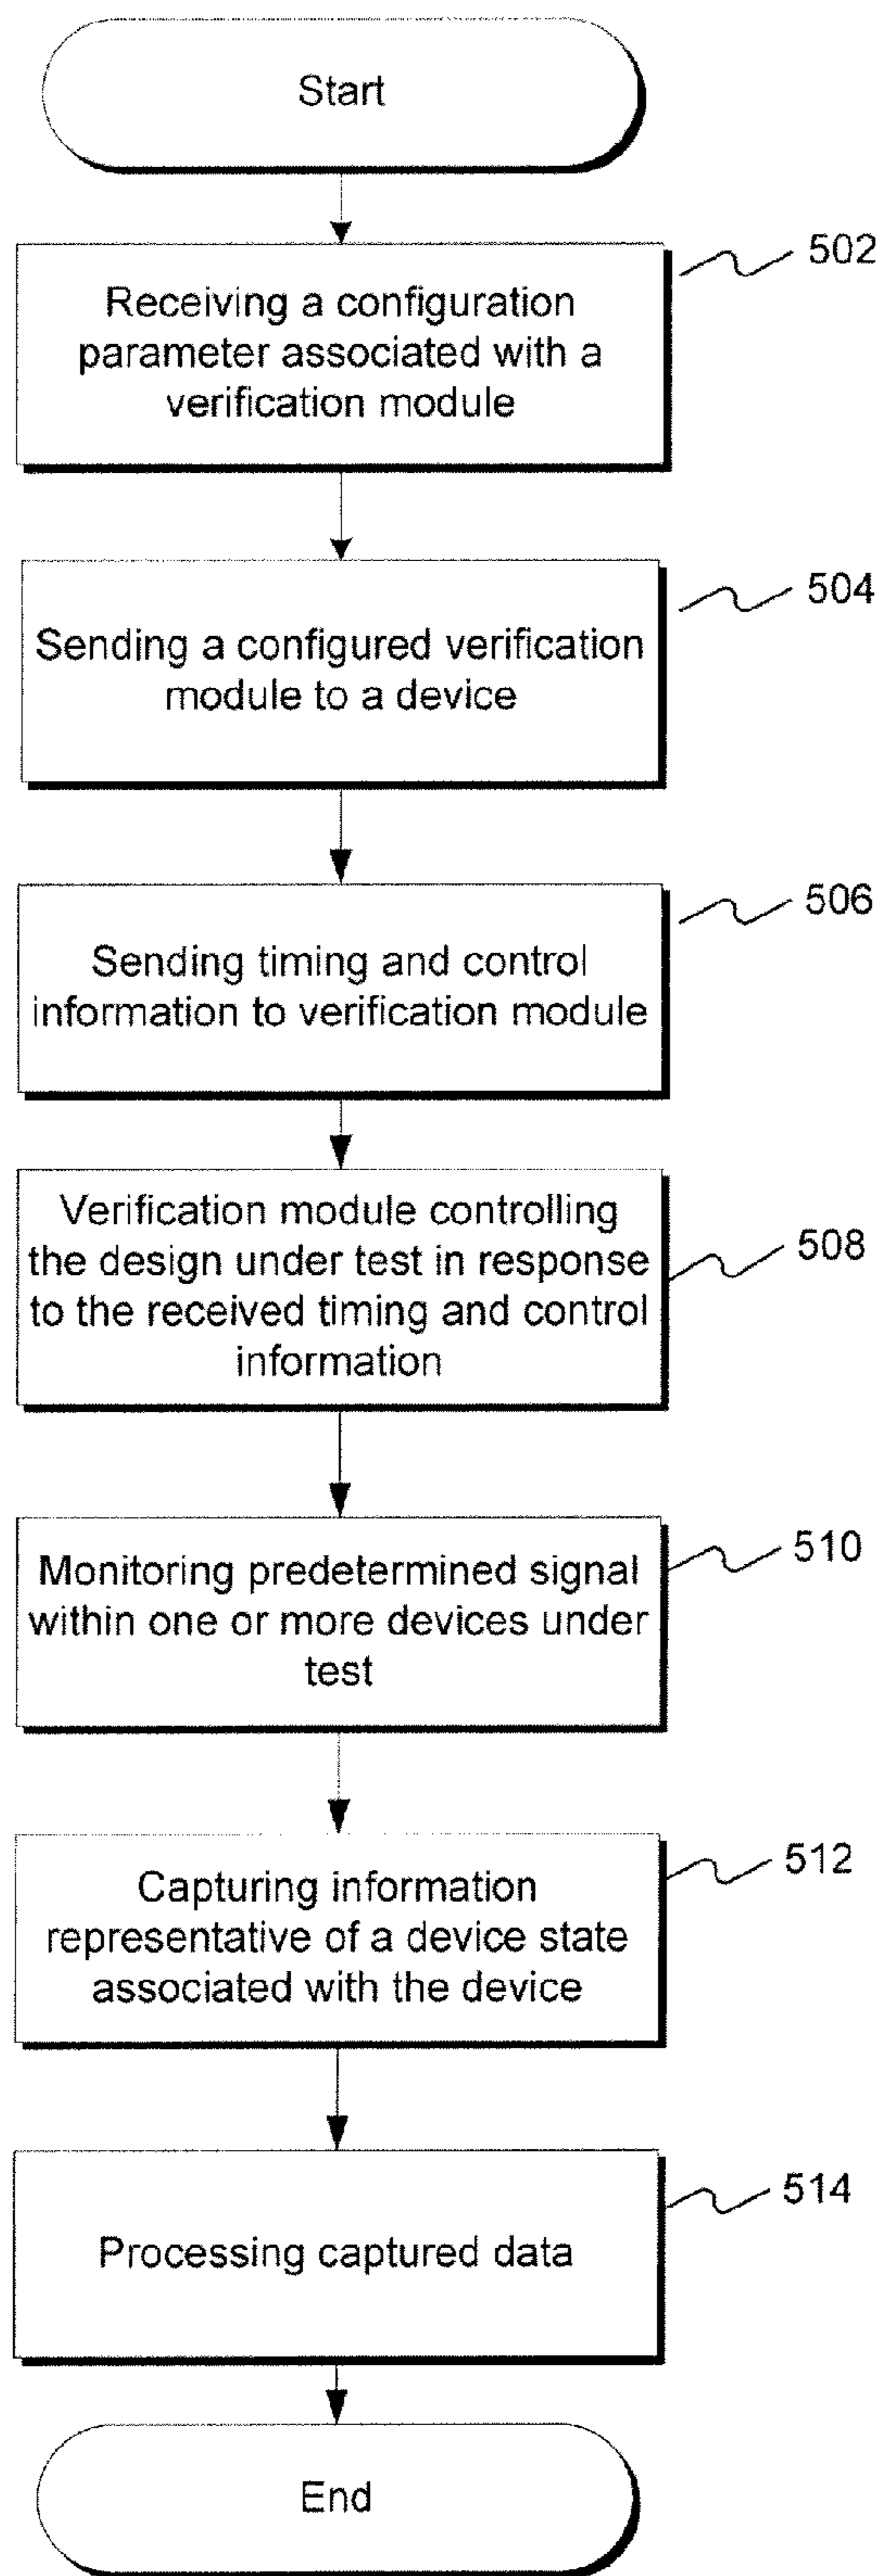 Start
502
Receiving a configuration
parameter associated with a
verification module
504
Sending a configured verification
module to a device
506
Sending timing and control
information to verification module
508
Verification module controlling
the design under test in response
to the received timing and control
information
510
Monitoring predetermined signal
within one or more devices under
test
512
Capturing information
representative of a device state
associated with the device
514
Processing captured data
End